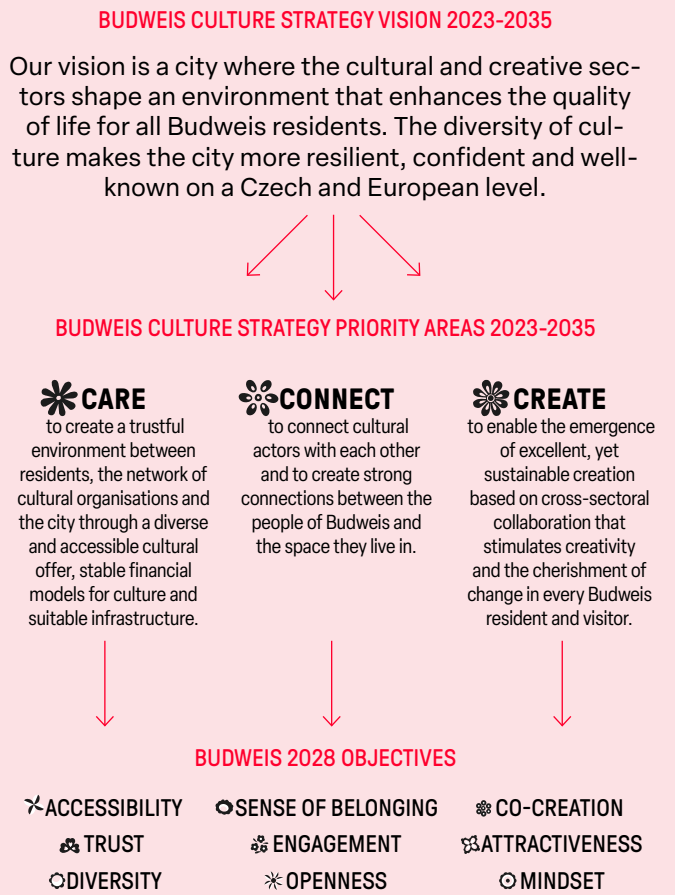 BUDWEIS CULTURE STRATEGY VISION 2023-2035
Our vision is a city where the cultural and creative sec-
tors shape an environment that enhances the quality
of life for all Budweis residents. The diversity of cul-
ture makes the city more resilient, confident and well-
known on a Czech and European level.
BUDWEIS CULTURE STRATEGY PRIORITY AREAS 2023-2035
CARE
to create a trustful
environment between
residents, the network of
cultural organisations and
the city through a diverse
and accessible cultural
offer, stable financial
models for culture and
suitable infrastructure.
CONNECT
to connect cultural
actors with each other
and to create strong
connections between the
people of Budweis and
the space they live in.
CREATE
to enable the emergence
of excellent, yet
sustainable creation
based on cross-sectoral
collaboration that
stimulates creativity
and the cherishment of
change in every Budweis
resident and visitor.
BUDWEIS 2028 OBJECTIVES
ACCESSIBILITY
TRUST
DIVERSITY
SENSE OF BELONGING
ENGAGEMENT
OPENNESS
CO-CREATION
ATTRACTIVENESS
MINDSET